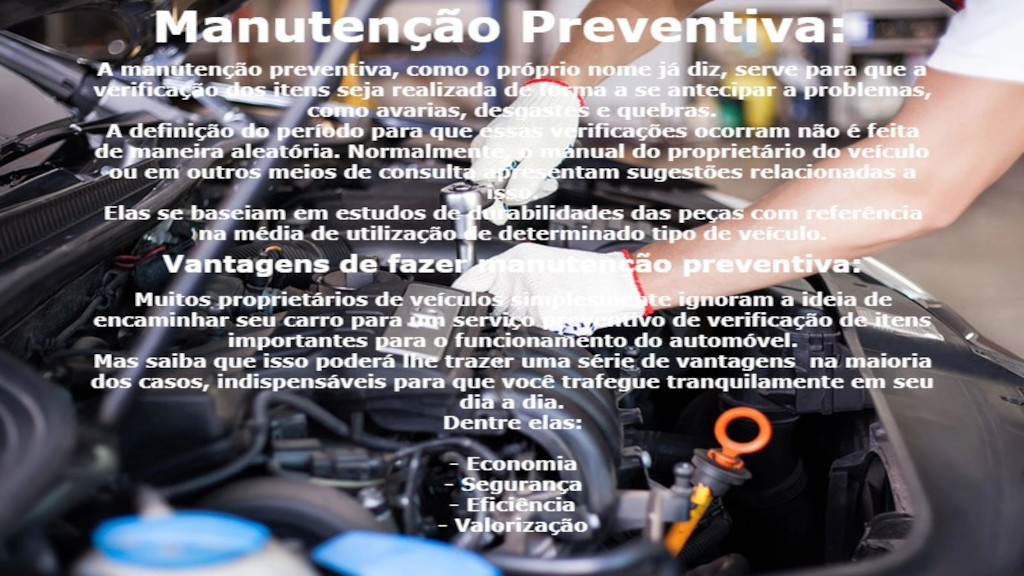 Manutenção Preventiva:
A manutenção preventiva, como o próprio nome já diz, serve para que a
verificação dos itens seja realizada de forma a se antecipar a problemas,
como avarias, desgastes e quebras.
A definição do período para que essas verificações ocorram não é feita
de maneira aleatória. Normalmente, o manual do proprietário do veículo
ou em outros meios de consulta apresentam sugestões relacionadas a
isso.
Elas se baseiam em estudos de durabilidades das peças com referência
na média de utilização de determinado tipo de veículo.
Vantagens de fazer manutenção preventiva:
Muitos proprietários de veículos simplesmente ignoram a ideia de
encaminhar seu carro para um serviço preventivo de verificação de itens
importantes para o funcionamento do automóvel.
Mas saiba que isso poderá lhe trazer uma série de vantagens na maioria
dos casos, indispensáveis para que você trafegue tranquilamente em seu
dia a dia.
Dentre elas:
- Economia
- Segurança
- Eficiência
- Valorização